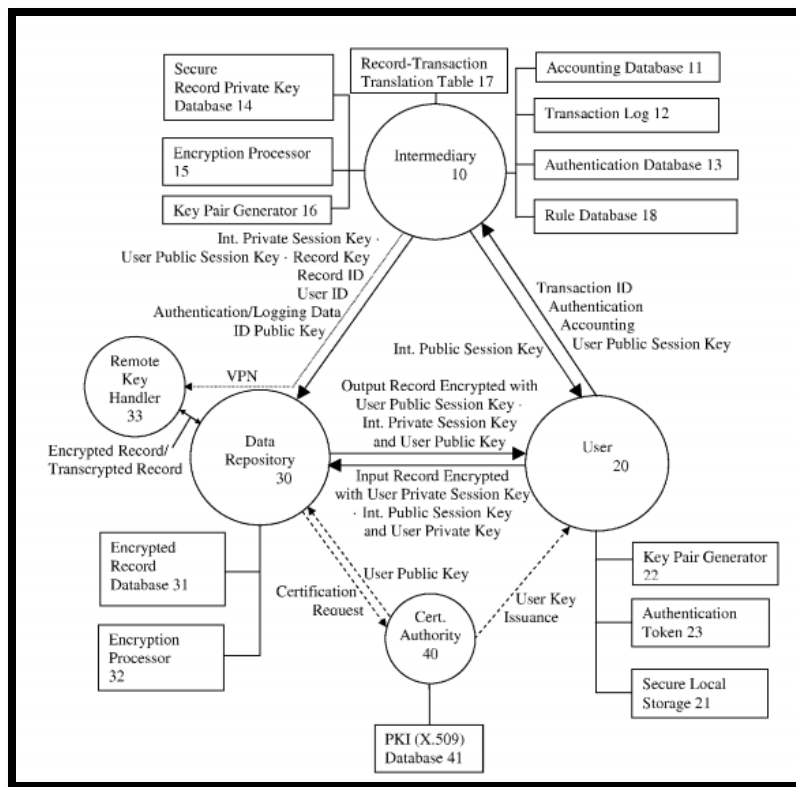 Secure
Record Private Key
Database 14
Record-Transaction
Translation Table 17
Accounting Database 11
Transaction Log 12
Encryption Processor
15
Intermediary
10
Authentication Database 13
Key Pair Generator 16
Rule Database 18
Int. Private Session Key ·
User Public Session Key · Record Key
Record ID
User ID
Authentication/Logging Data
ID Public Key
Transaction ID
Authentication
Accounting
User Public Session Key
Int. Public Session Key
Remote
Key
Handler
33
VPN
Output Record Encrypted with
User Public Session Key ·
Int. Private Session Key
and User Public Key
Encrypted Record/
Transcrypted Record
Data
Repository
30
User
20
Input Record Encrypted
with User Private Session Key
· Int. Public Session Key
and User Private Key
Encrypted
Record
Database 31
Encryption
Processor
32
Certification
Request
User Public Key
Cert.
Authority
40
User Key
Issuance
Key Pair Generator
22
Authentication
Token 23
Secure Local
Storage 21
PKI (X.509)
Database 41